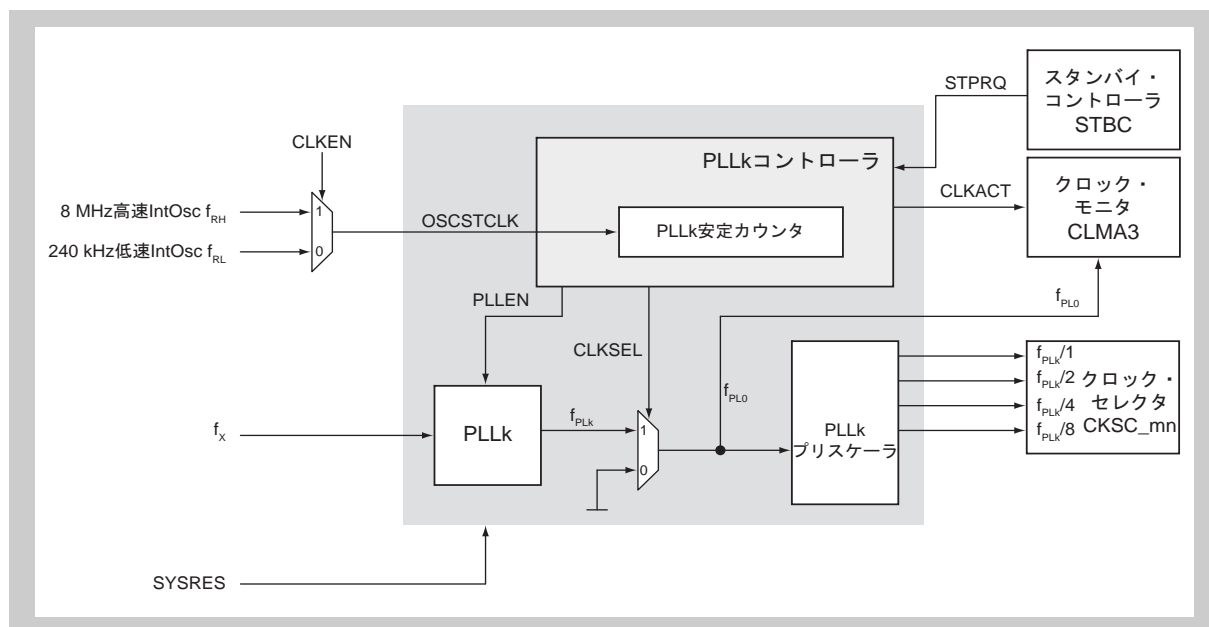 STPRQ
スタンバイ・
コントローラ
STBC
CLKEN
PLLkコントローラ
CLKACT
クロック・
モニタ
CLMA3
8 MHz高速IntOsc fRH
1
OSCSTCLK
PLLk安定カウンタ
240 kHz低速IntOsc fRL
0
PLLEN
fPL0
CLKSEL
fX
PLLk
fPLk
1
0
fPL0
PLLk
プリスケーラ
fPLk/1
fPLk/2
fPLk/4
fPLk/8
クロック・
セレクタ
CKSC_mn
SYSRES